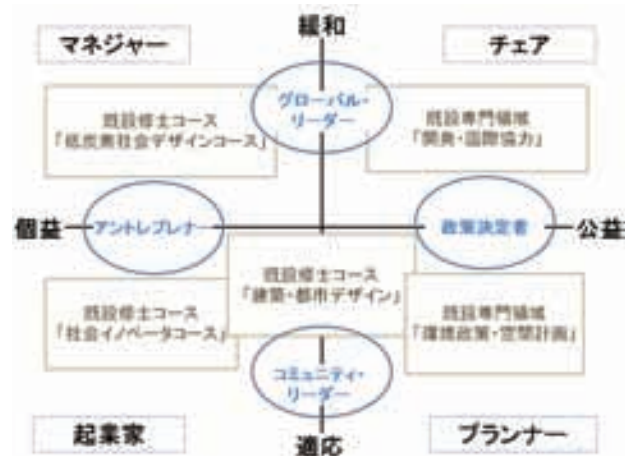 緩和
マネジャー
チェア
グローバル・
リーダー
既設修士コース
「低炭素社会デザインコース」
既設専門領域
「開発・国際協力」
個益
アントレプレナー
政策決定者
公益
既設修士コース
「建築・都市デザイン」
既設修士コース
「社会イノベータコース」
既設専門領域
「環境政策・空間計画」
コミュニティ・
リーダー
起業家
適応
プランナー